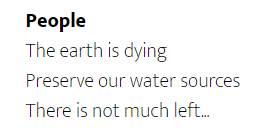 People
The earth is dying
Preserve our water sources
There is not much left...